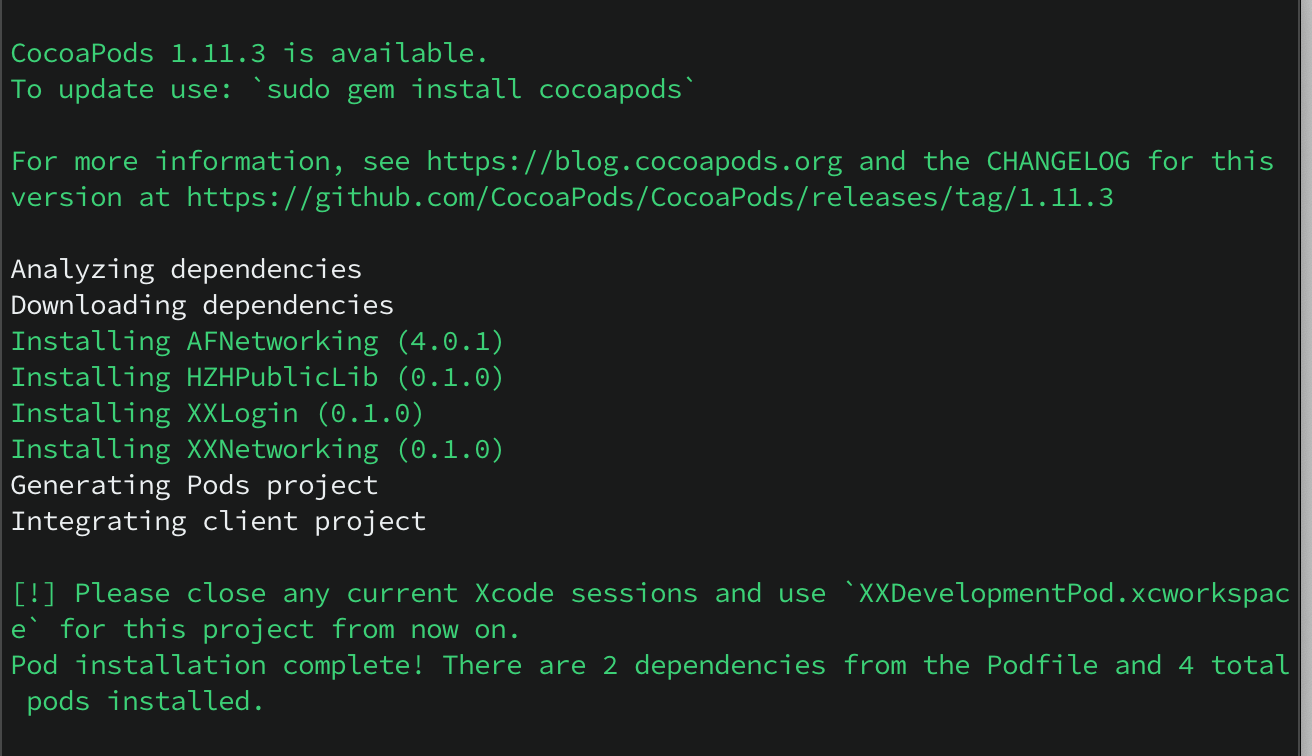 CocoaPods 1.11.3 is available.
To update use: `sudo gem install cocoapods`
For more information, see https://blog.cocoapods.org and the CHANGELOG for this
version at https://github.com/CocoaPods/CocoaPods/releases/tag/1.11.3
Analyzing dependencies
Downloading dependencies
Installing AFNetworking (4.0.1)
Installing HZHPublicLib (0.1.0)
Installing XXLogin (0.1.0)
Installing XXNetworking (0.1.0)
Generating Pods project
Integrating client project
[!] Please close any current Xcode sessions and use `XXDevelopmentPod.xcworkspac
e` for this project from now on.
Pod installation complete! There are 2 dependencies from the Podfile and 4 total
 pods installed.